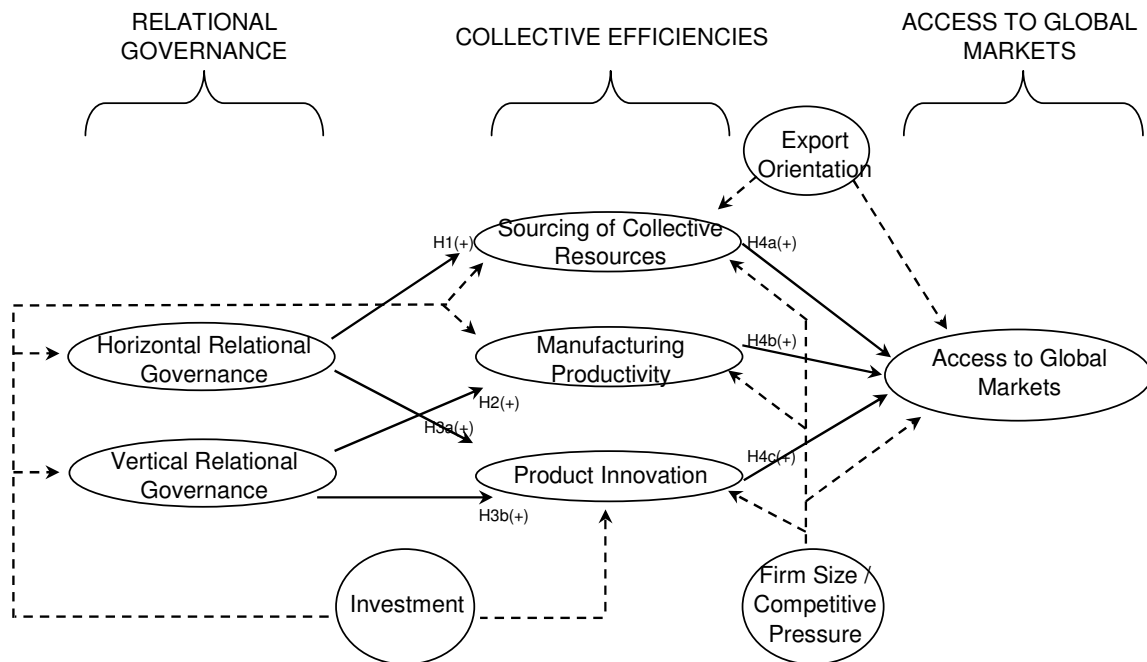 RELATIONAL
GOVERNANCE
COLLECTIVE EFFICIENCIES
ACCESS TO GLOBAL
MARKETS
Export
Orientation
Sourcing of Collective
Resources
H1(+)
H4a(+)
Horizontal Relational
Governance
Manufacturing
Productivity
H4b(+)
Access to Global
Markets
H2(+)
H3a(+)
Vertical Relational
Governance
Product Innovation
H4c(+)
H3b(+)
Investment
Firm Size /
Competitive
Pressure